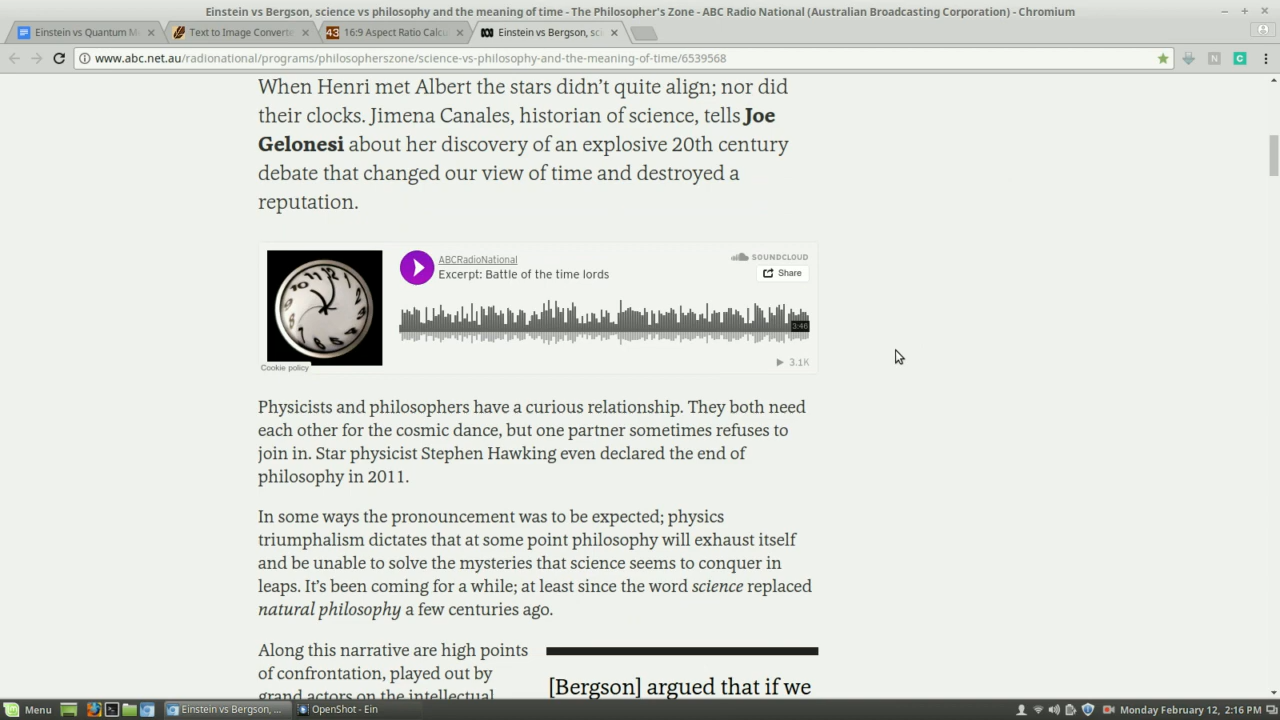 Einstein vs Bergson, science vs philosophy and the meaning of time - The Philosopher's Zone - ABC Radio National (Australian Broadcasting Corporation) - Chromium
Einstein vs Quantum M
Text to Image Converte
43 16:9 Aspect Ratio Calcu
Einstein vs Bergson, sci
www.abc.net.au/radionational/programs/philosopherszone/science-vs-philosophy-and-the-meaning-of-time/6539568
When Henri met Albert the stars didn't quite align; nor did
their clocks. Jimena Canales, historian of science, tells Joe
Gelonesi about her discovery of an explosive 20th century
debate that changed our view of time and destroyed a
reputation.
ABCRadioNational
Excerpt: Battle of the time lords
SOUNDCLOUD
Share
3:46
3.1K
Cookie policy
Physicists and philosophers have a curious relationship. They both need
each other for the cosmic dance, but one partner sometimes refuses to
join in. Star physicist Stephen Hawking even declared the end of
philosophy in 2011.
In some ways the pronouncement was to be expected; physics
triumphalism dictates that at some point philosophy will exhaust itself
and be unable to solve the mysteries that science seems to conquer in
leaps. It's been coming for a while; at least since the word science replaced
natural philosophy a few centuries ago.
Along this narrative are high points
of confrontation, played out by
grand actors on the intellectual
[Bergson] argued that if we
Menu
Einstein vs Bergson, ...
OpenShot - Ein
Monday February 12, 2:16 PM